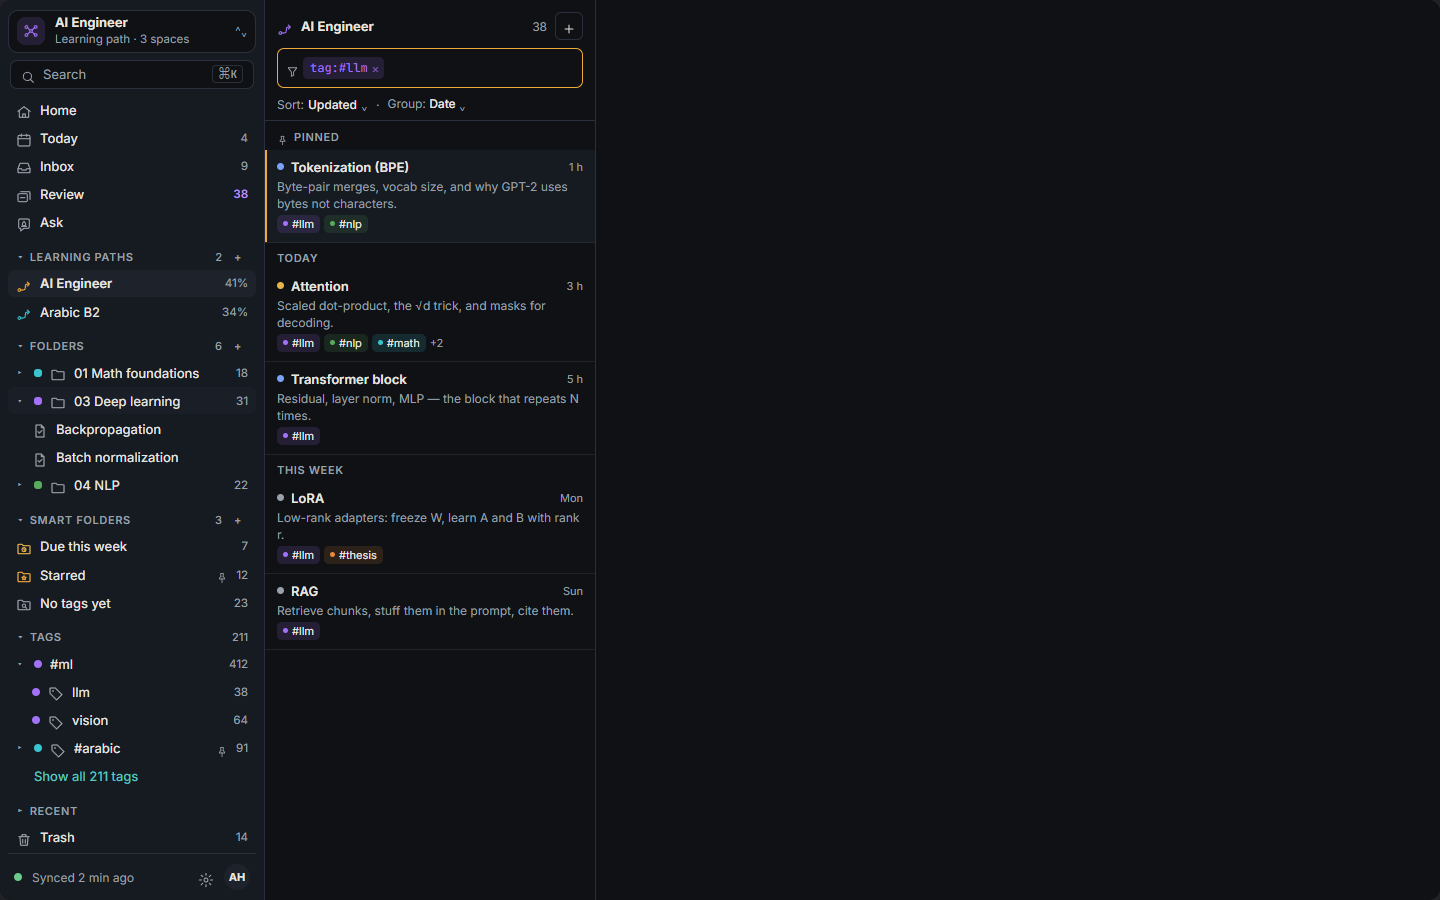 AI Engineer
Learning path · 3 spaces
Search ⌘K
Home
Today 4
Inbox 9
Review 38
Ask
LEARNING PATHS 2 +
AI Engineer 41%
Arabic B2 34%
FOLDERS 6 +
01 Math foundations 18
03 Deep learning 31
Backpropagation
Batch normalization
04 NLP 22
SMART FOLDERS 3 +
Due this week 7
Starred 12
No tags yet 23
TAGS 211
#ml 412
llm 38
vision 64
#arabic 91
Show all 211 tags
RECENT
Trash 14
Synced 2 min ago AH
AI Engineer 38 +
tag:#llm ×
Sort: Updated · Group: Date
PINNED
Tokenization (BPE) 1 h
Byte-pair merges, vocab size, and why GPT-2 uses
bytes not characters.
#llm #nlp
TODAY
Attention 3 h
Scaled dot-product, the √d trick, and masks for
decoding.
#llm #nlp #math +2
Transformer block 5 h
Residual, layer norm, MLP — the block that repeats N
times.
#llm
THIS WEEK
LoRA Mon
Low-rank adapters: freeze W, learn A and B with rank
r.
#llm #thesis
RAG Sun
Retrieve chunks, stuff them in the prompt, cite them.
#llm